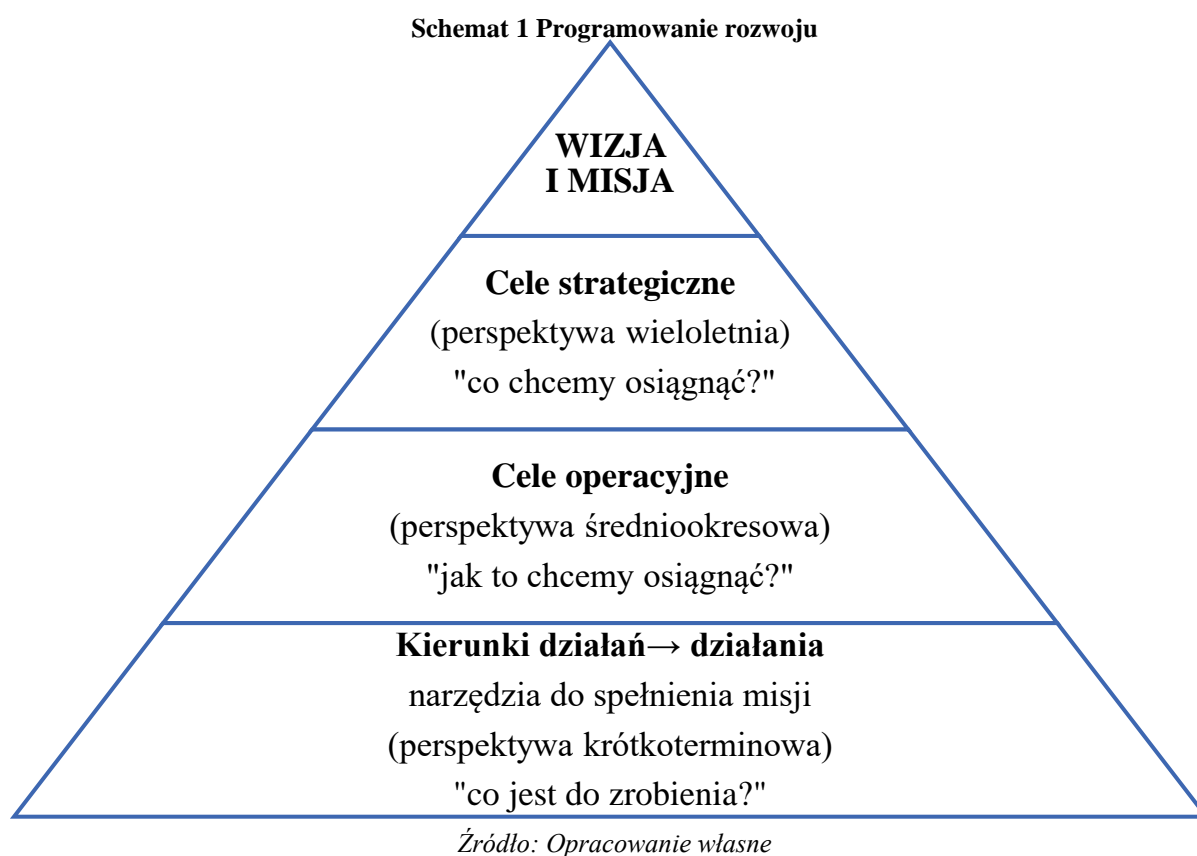 Schemat 1 Programowanie rozwoju
WIZJA
I MISJA
Cele strategiczne
(perspektywa wieloletnia)
"co chcemy osiągnąć?"
Cele operacyjne
(perspektywa średniookresowa)
"jak to chcemy osiągnąć?"
Kierunki działań→ działania
narzędzia do spełnienia misji
(perspektywa krótkoterminowa)
"co jest do zrobienia?"
Źródło: Opracowanie własne